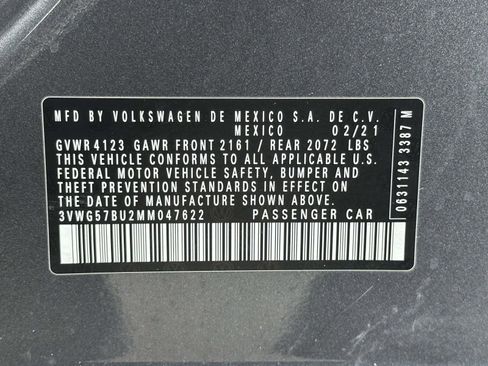 MFD BY VOLKSWAGEN DE MEXICO S.A. DE C.V.
MEXICO 02/21
GVWR 4123 GAWR FRONT 2161 / REAR 2072 LBS
THIS VEHICLE CONFORMS TO ALL APPLICABLE U.S.
FEDERAL MOTOR VEHICLE SAFETY, BUMPER AND
THEFT PREVENTION STANDARDS IN EFFECT ON
THE DATE OF MANUFACTURE SHOWN ABOVE.
3VWG57BU2MM047622 PASSENGER CAR
0631143 3387 M